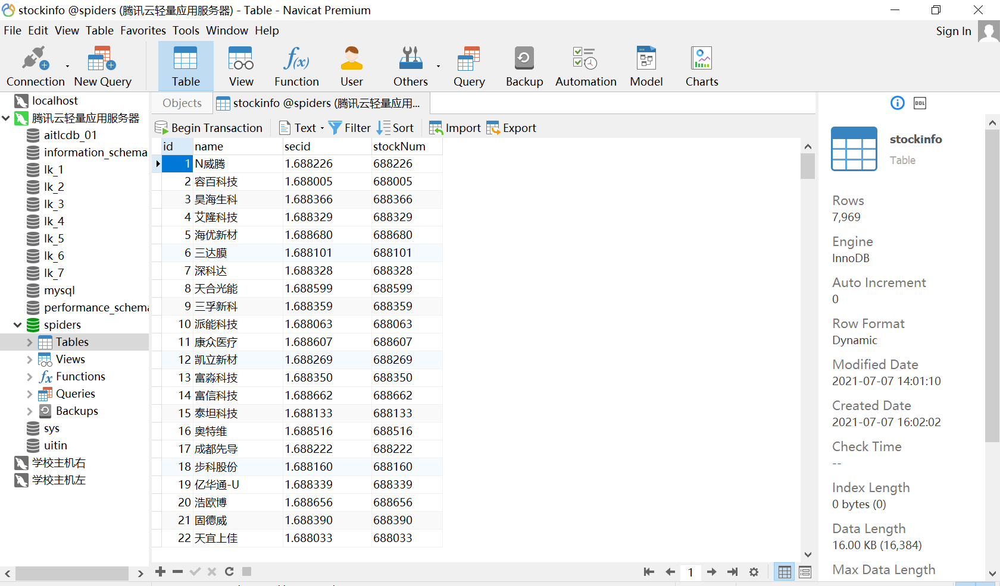 stockinfo @spiders (腾讯云轻量应用服务器) - Table - Navicat Premium
File Edit View Table Favorites Tools Window Help
Sign In
Connection New Query Table View Function User Others Query Backup Automation Model Charts
localhost
腾讯云轻量应用服务器
aitlcdb_01
information_schema
lk_1
lk_2
lk_3
lk_4
lk_5
lk_6
lk_7
mysql
performance_schema
spiders
Tables
Views
Functions
Queries
Backups
sys
uitin
学校主机右
学校主机左
Objects stockinfo @spiders (腾讯云轻量应用...
Begin Transaction Text Filter Sort Import Export
id name secid stockNum
1 N威腾 1.688226 688226
2 容百科技 1.688005 688005
3 昊海生科 1.688366 688366
4 艾隆科技 1.688329 688329
5 海优新材 1.688680 688680
6 三达膜 1.688101 688101
7 深科达 1.688328 688328
8 天合光能 1.688599 688599
9 三孚新科 1.688359 688359
10 派能科技 1.688063 688063
11 康众医疗 1.688607 688607
12 凯立新材 1.688269 688269
13 富淼科技 1.688350 688350
14 富信科技 1.688662 688662
15 泰坦科技 1.688133 688133
16 奥特维 1.688516 688516
17 成都先导 1.688222 688222
18 步科股份 1.688160 688160
19 亿华通-U 1.688339 688339
20 浩欧博 1.688656 688656
21 固德威 1.688390 688390
22 天宜上佳 1.688033 688033
1
DDL
stockinfo
Table
Rows
7,969
Engine
InnoDB
Auto Increment
0
Row Format
Dynamic
Modified Date
2021-07-07 14:01:10
Created Date
2021-07-07 16:02:02
Check Time
--
Index Length
0 bytes (0)
Data Length
16.00 KB (16,384)
Max Data Length